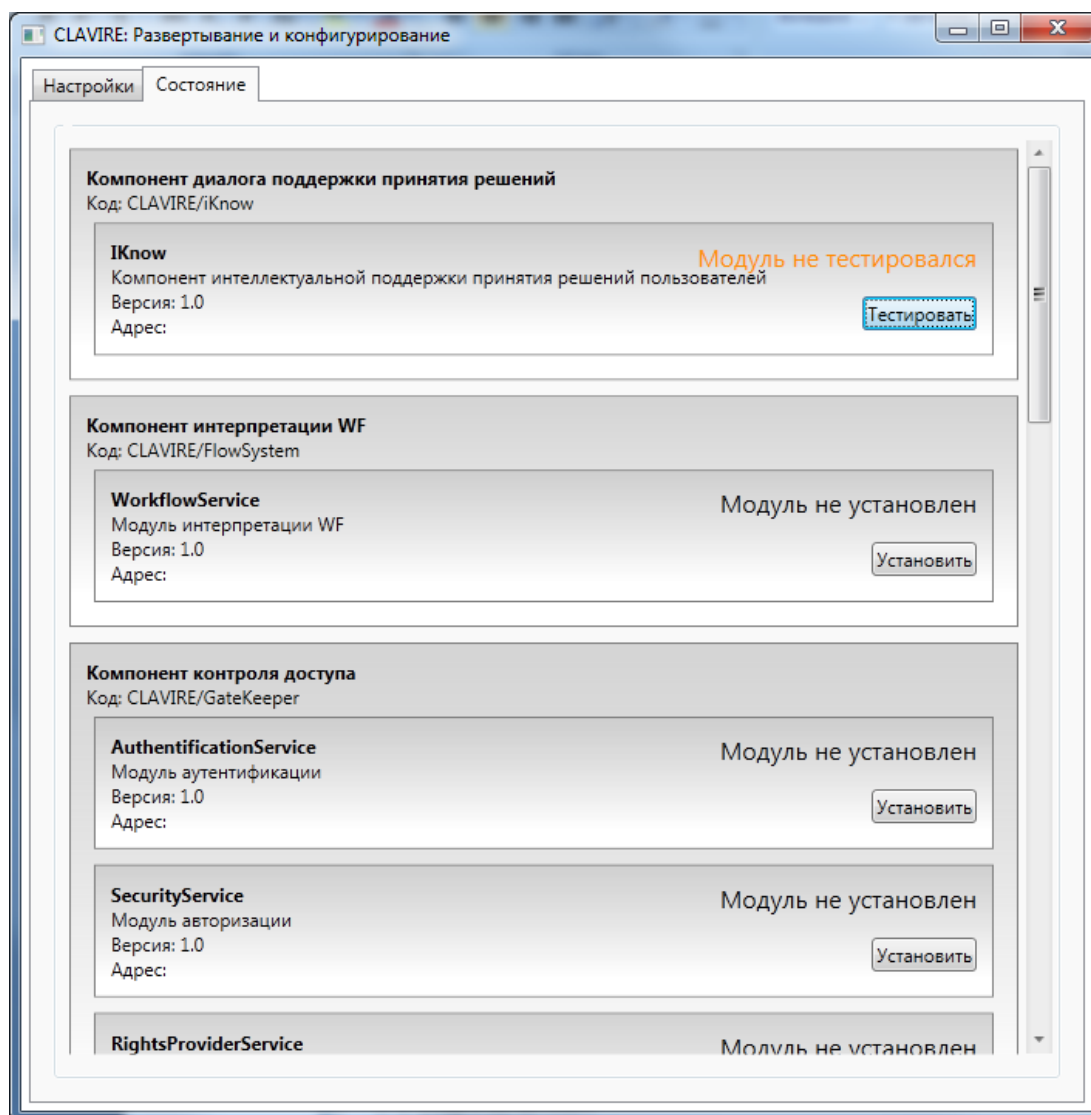 CLAVIRE: Развертывание и конфигурирование
Настройки
Состояние
Компонент диалога поддержки принятия решений
Код: CLAVIRE/iKnow
IKnow
Модуль не тестировался
Компонент интеллектуальной поддержки принятия решений пользователей
Версия: 1.0
Адрес:
Тестировать
Компонент интерпретации WF
Код: CLAVIRE/FlowSystem
WorkflowService
Модуль не установлен
Модуль интерпретации WF
Версия: 1.0
Адрес:
Установить
Компонент контроля доступа
Код: CLAVIRE/GateKeeper
AuthentificationService
Модуль не установлен
Модуль аутентификации
Версия: 1.0
Адрес:
Установить
SecurityService
Модуль не установлен
Модуль авторизации
Версия: 1.0
Адрес:
Установить
RightsProviderService
Модуль не установлен